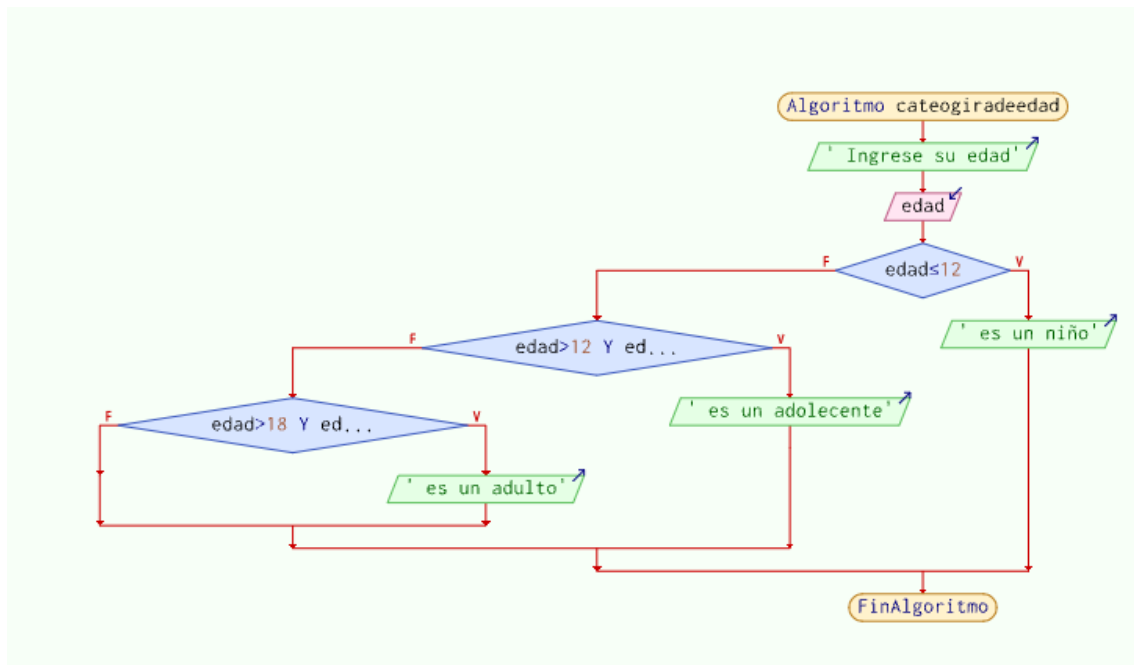 Algoritmo cateogiradeedad
' Ingrese su edad'
edad
F
edad≤12
V
' es un niño'
F
edad>12 Y ed...
V
' es un adolecente'
F
edad>18 Y ed...
V
' es un adulto'
FinAlgoritmo